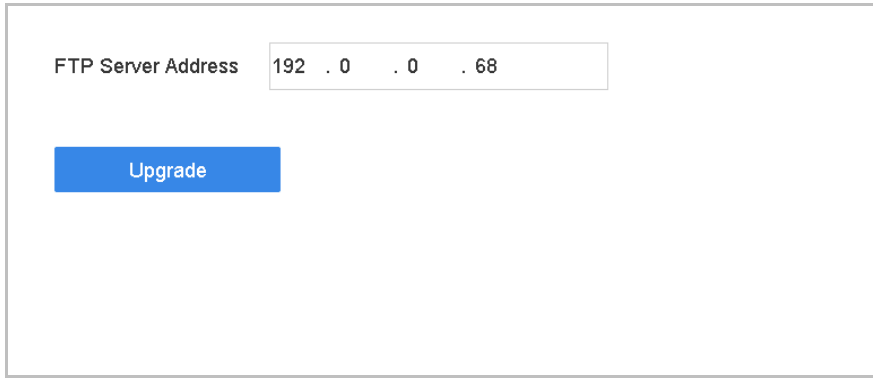 FTP Server Address 192 . 0 . 0 . 68
Upgrade